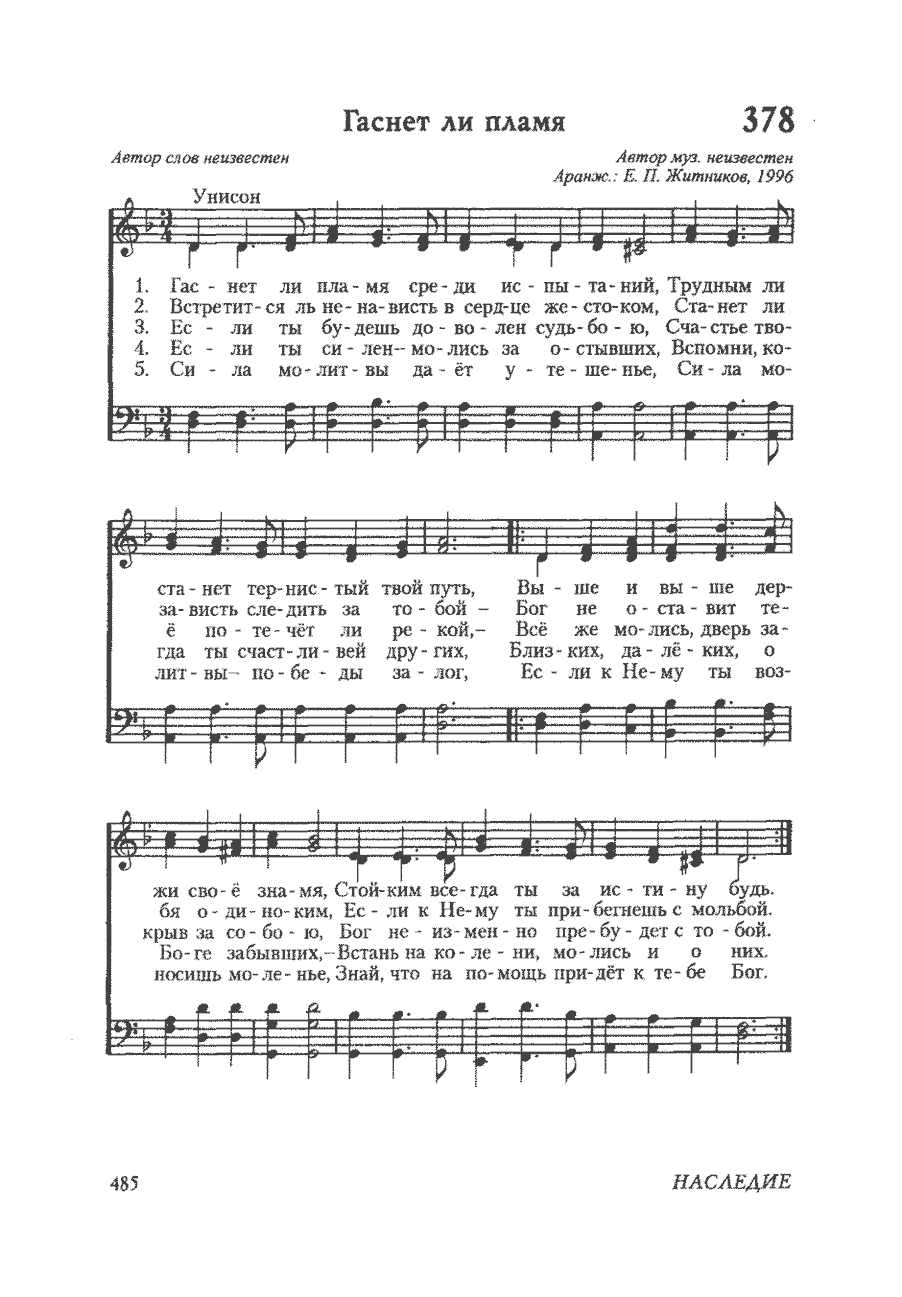 Гаснет ли пламя 378
Автор слов неизвестен Автор муз. неизвестен
Аранж.: Е. П. Житников, 1996
Унисон
1. Гас - нет ли пла- мя сре- ди ис - пы - та- ний, Трудным ли
2. Встретит- ся ль не- на- висть в серд-це же- сто-ком, Ста- нет ли
3. Ес - ли ты бу- дешь до - во - лен судь- бо - ю, Сча- стье тво-
4. Ес - ли ты си - лен– мо- лись за о- стывших, Вспомни, ко-
5. Си - ла мо- лит- вы да - ёт у - те - ше- нье, Си - ла мо-
ста - нет тер- нис - тый твой путь, Вы - ше и вы - ше дер-
за- висть сле- дить за то - бой – Бог не о - ста - вит те-
ё по - те- чёт ли ре - кой,– Всё же мо- лись, дверь за-
гда ты счаст- ли- вей дру- гих, Близ- ких, да - лё - ких, о
лит- вы– по- бе - ды за - лог, Ес - ли к Не- му ты воз-
жи сво- ё зна- мя, Стой-ким все- гда ты за ис - ти - ну будь.
бя о - ди- но- ким, Ес - ли к Не- му ты при- бегнешь с мольбой.
крыв за со- бо - ю, Бог не - из- мен - но пре- бу - дет с то - бой.
Бо- ге забывших,–Встань на ко- ле - ни, мо- лись и о них.
носишь мо- ле- нье, Знай, что на по- мощь при- дёт к те- бе Бог.
485 НАСЛЕДИЕ